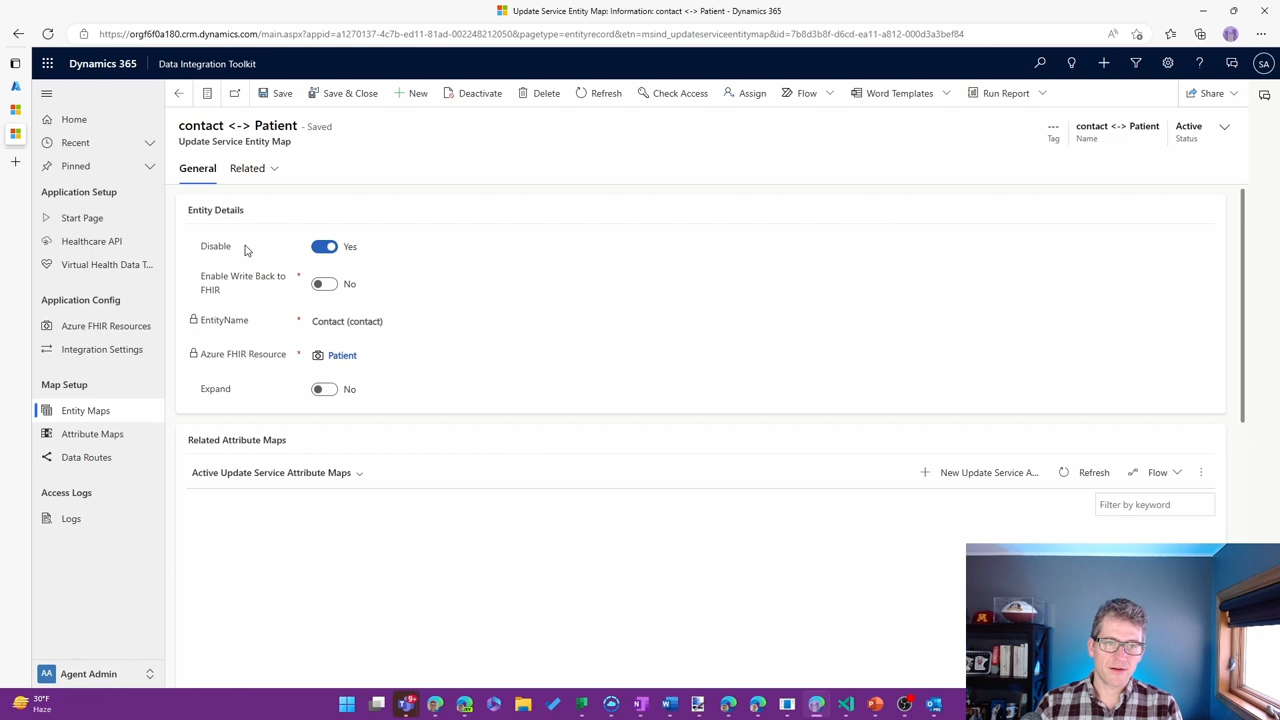 Update Service Entity Map: Information: contact <-> Patient - Dynamics 365
https://orgf6f0a180.crm.dynamics.com/main.aspx?appid=a1270137-4c7b-ed11-81ad-002248212050&pagetype=entityrecord&etn=msind_updateserviceentitymap&id=7b8d3b8f-d6cd-ea11-a812-000d3a3bef84
Dynamics 365
Data Integration Toolkit
SA
Save
Save & Close
New
Deactivate
Delete
Refresh
Check Access
Assign
Flow
Word Templates
Run Report
Share
Home
Recent
Pinned
Application Setup
Start Page
Healthcare API
Virtual Health Data T...
Application Config
Azure FHIR Resources
Integration Settings
Map Setup
Entity Maps
Attribute Maps
Data Routes
Access Logs
Logs
AA Agent Admin
contact <-> Patient - Saved
Update Service Entity Map
---
Tag
contact <-> Patient
Name
Active
Status
General
Related
Entity Details
Disable
Yes
Enable Write Back to
FHIR
*
No
EntityName
*
Contact (contact)
Azure FHIR Resource
*
Patient
Expand
No
Related Attribute Maps
Active Update Service Attribute Maps
New Update Service A...
Refresh
Flow
Filter by keyword
30°F
Haze
9+